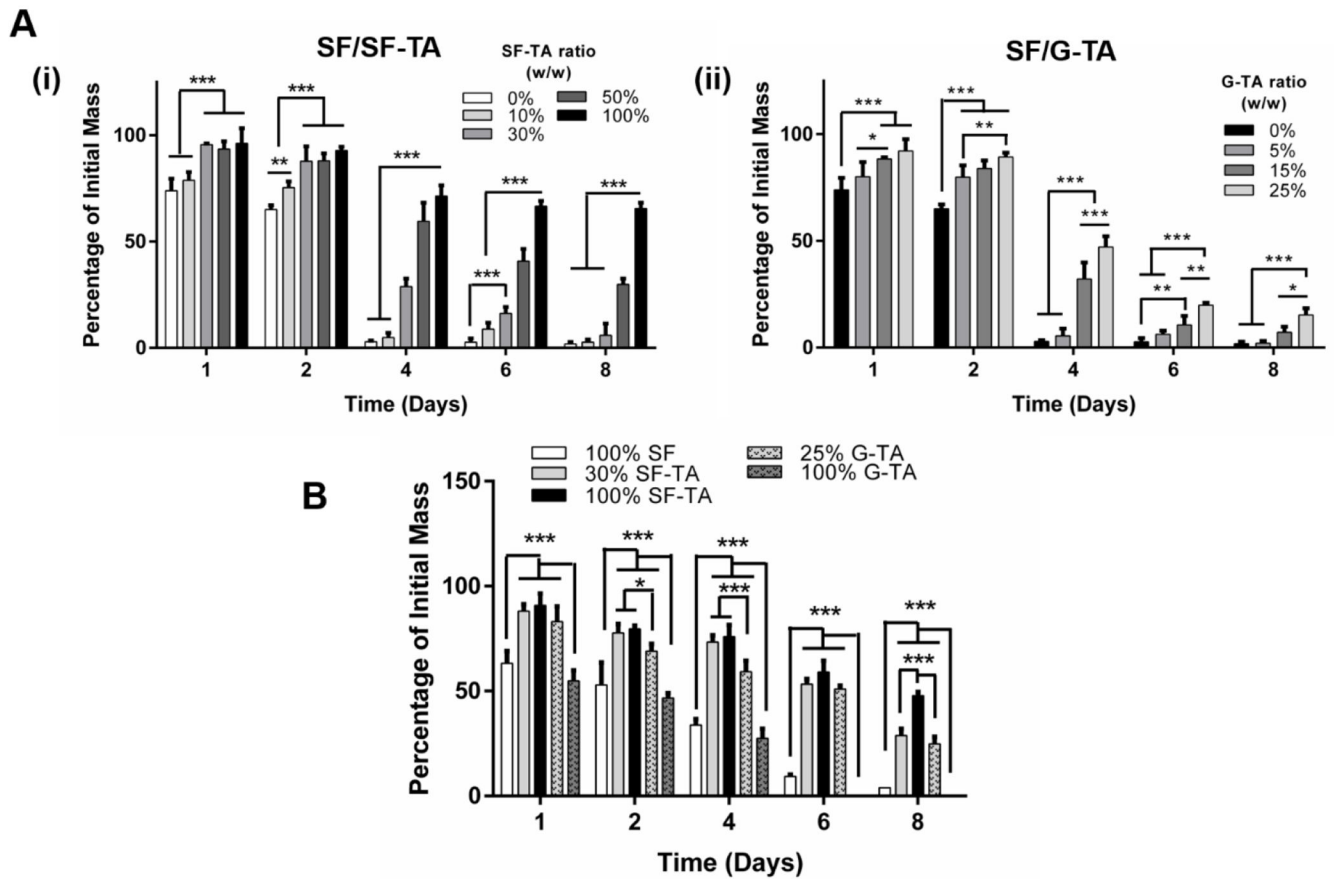 A
SF/SF-TA
(i)
SF-TA ratio
(w/w)
0%
10%
30%
50%
100%
Percentage of Initial Mass
100
50
0
***
***
**
***
***
***
***
1 2 4 6 8
Time (Days)
SF/G-TA
(ii)
G-TA ratio
(w/w)
0%
5%
15%
25%
Percentage of Initial Mass
100
50
0
***
*
***
**
***
***
***
**
**
***
*
1 2 4 6 8
Time (Days)
B
100% SF
30% SF-TA
100% SF-TA
25% G-TA
100% G-TA
Percentage of Initial Mass
150
100
50
0
***
***
*
***
***
***
***
***
1 2 4 6 8
Time (Days)